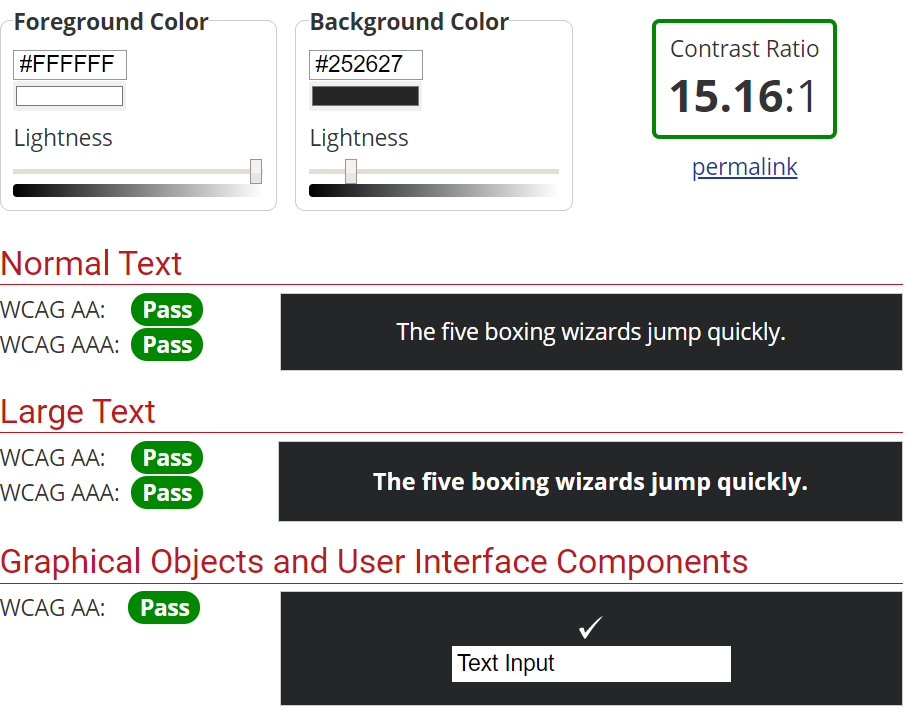 Foreground Color
#FFFFFF
Lightness
Background Color
#252627
Lightness
Contrast Ratio
15.16:1
permalink
Normal Text
WCAG AA: Pass
WCAG AAA: Pass
The five boxing wizards jump quickly.
Large Text
WCAG AA: Pass
WCAG AAA: Pass
The five boxing wizards jump quickly.
Graphical Objects and User Interface Components
WCAG AA: Pass
✓
Text Input